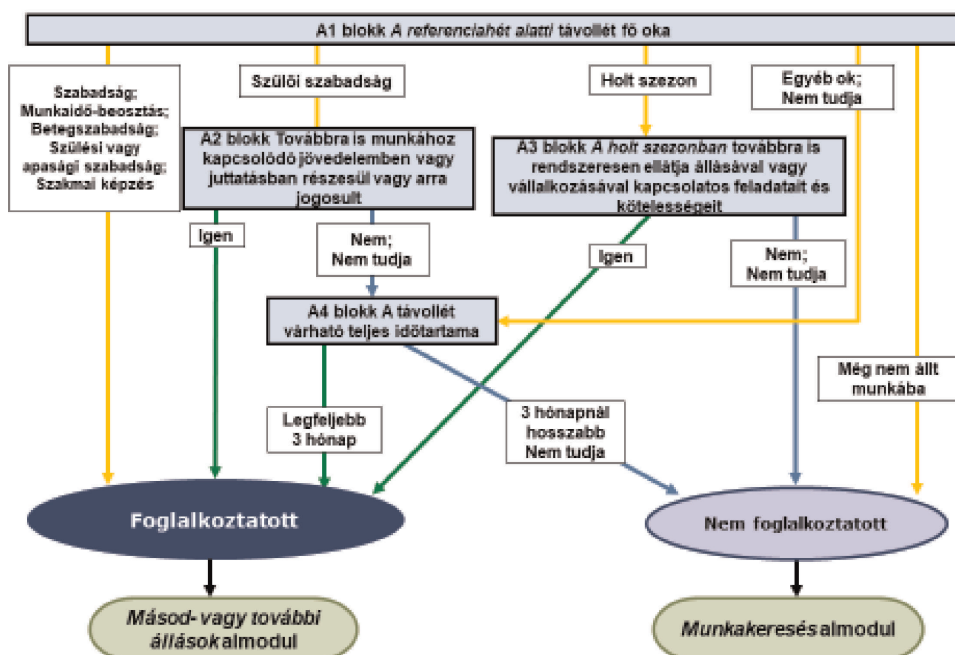 A1 blokk A referenciahét alatti távollét fő oka
Szabadság;
Munkaidő-beosztás;
Betegszabadság;
Szülési vagy
apasági szabadság;
Szakmai képzés
Szülői szabadság
Holt szezon
Egyéb ok;
Nem tudja
A2 blokk Továbbra is munkához
kapcsolódó jövedelemben vagy
juttatásban részesül vagy arra
jogosult
A3 blokk A holt szezonban továbbra is
rendszeresen ellátja állásával vagy
vállalkozásával kapcsolatos feladatait és
kötelességeit
Igen
Nem;
Nem tudja
Igen
Nem;
Nem tudja
A4 blokk A távollét
várható teljes időtartama
Még nem állt
munkába
Legfeljebb
3 hónap
3 hónapnál
hosszabb
Nem tudja
Foglalkoztatott
Nem foglalkoztatott
Másod- vagy további
állások almodul
Munkakeresés almodul